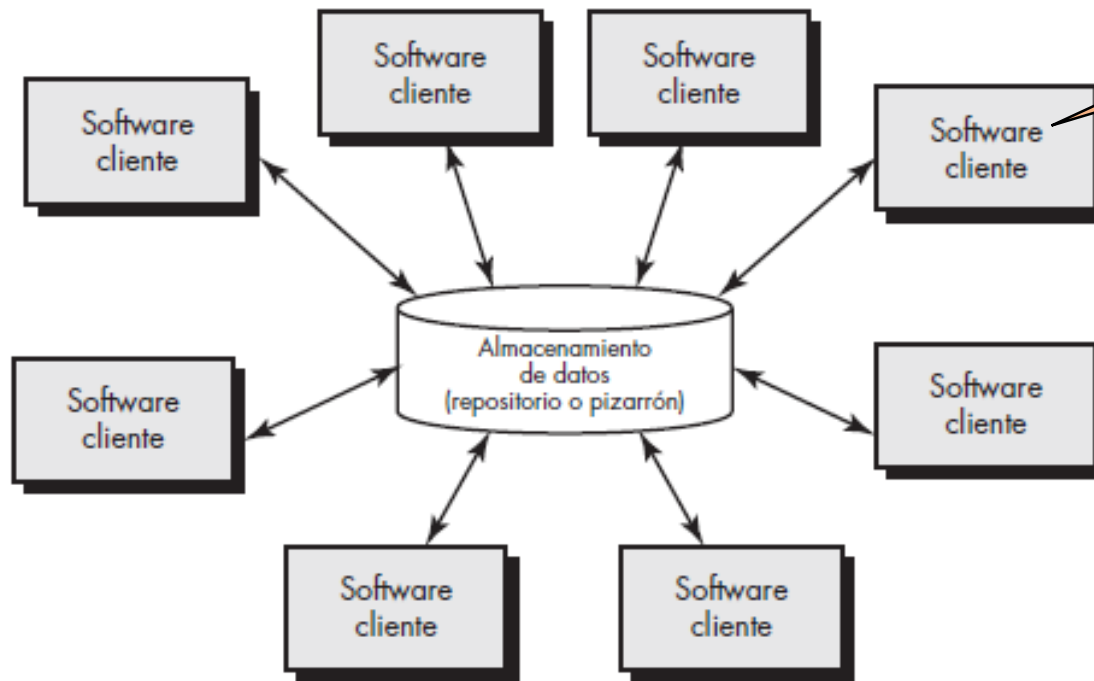 Software
cliente
Software
cliente
Software
cliente
Software
cliente
Almacenamiento
de datos
(repositorio o pizarrón)
Software
cliente
Software
cliente
Software
cliente
Software
cliente